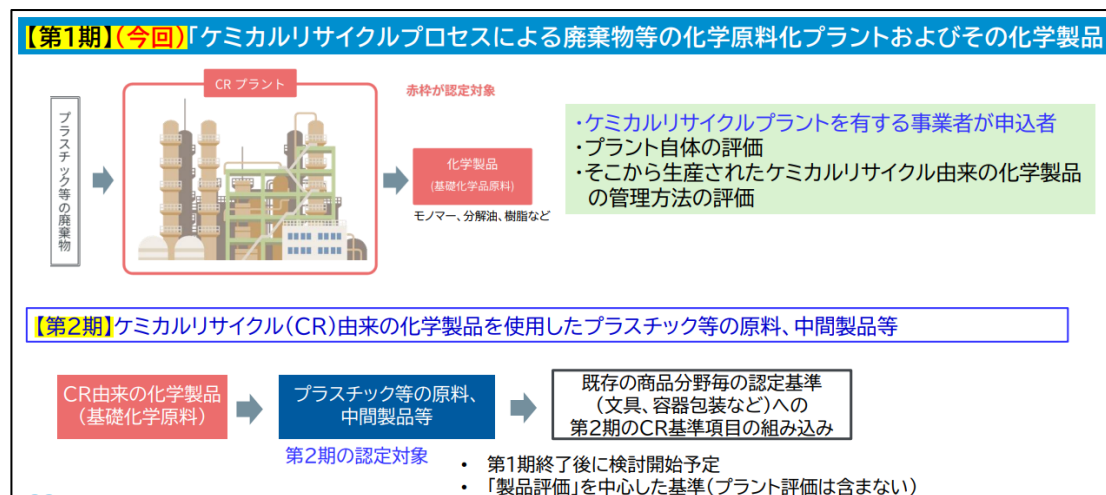 【第1期】(今回)「ケミカルリサイクルプロセスによる廃棄物等の化学原料化プラントおよびその化学製品
CR プラント
赤枠が認定対象
プラスチック等の廃棄物
化学製品
(基礎化学品原料)
モノマー、分解油、樹脂など
・ケミカルリサイクルプラントを有する事業者が申込者
・プラント自体の評価
・そこから生産されたケミカルリサイクル由来の化学製品
の管理方法の評価
【第2期】ケミカルリサイクル(CR)由来の化学製品を使用したプラスチック等の原料、中間製品等
CR由来の化学製品
(基礎化学原料)
プラスチック等の原料、
中間製品等
既存の商品分野毎の認定基準
(文具、容器包装など)への
第2期のCR基準項目の組み込み
第2期の認定対象
• 第1期終了後に検討開始予定
• 「製品評価」を中心した基準(プラント評価は含まない)